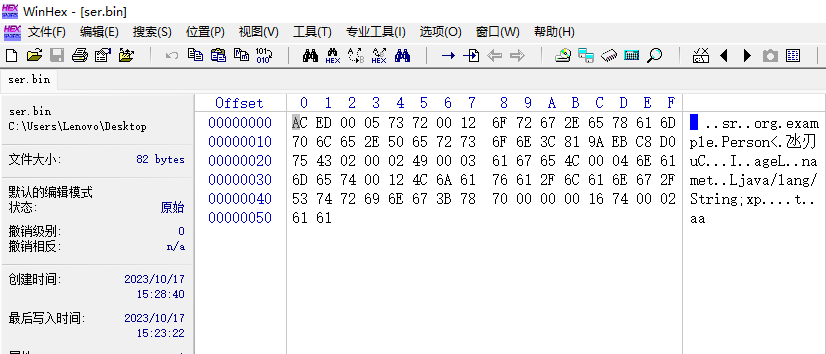 WinHex - [ser.bin]
文件(F) 编辑(E) 搜索(S) 位置(P) 视图(V) 工具(T) 专业工具(I) 选项(O) 窗口(W) 帮助(H)
ser.bin
ser.bin
C:\Users\Lenovo\Desktop
文件大小: 82 bytes
默认的编辑模式
状态: 原始
撤销级别: 0
撤销相反: n/a
创建时间: 2023/10/17
15:28:40
最后写入时间: 2023/10/17
15:23:22
Offset 0 1 2 3 4 5 6 7 8 9 A B C D E F
00000000 AC ED 00 05 73 72 00 12 6F 72 67 2E 65 78 61 6D ..sr..org.exam
00000010 70 6C 65 2E 50 65 72 73 6F 6E 3C 81 9A EB C8 D0 ple.Person<.氹刃
00000020 75 43 02 00 02 49 00 03 61 67 65 4C 00 04 6E 61 uC...I..ageL..na
00000030 6D 65 74 00 12 4C 6A 61 76 61 2F 6C 61 6E 67 2F met..Ljava/lang/
00000040 53 74 72 69 6E 67 3B 78 70 00 00 00 16 74 00 02 String;xp....t..
00000050 61 61 aa